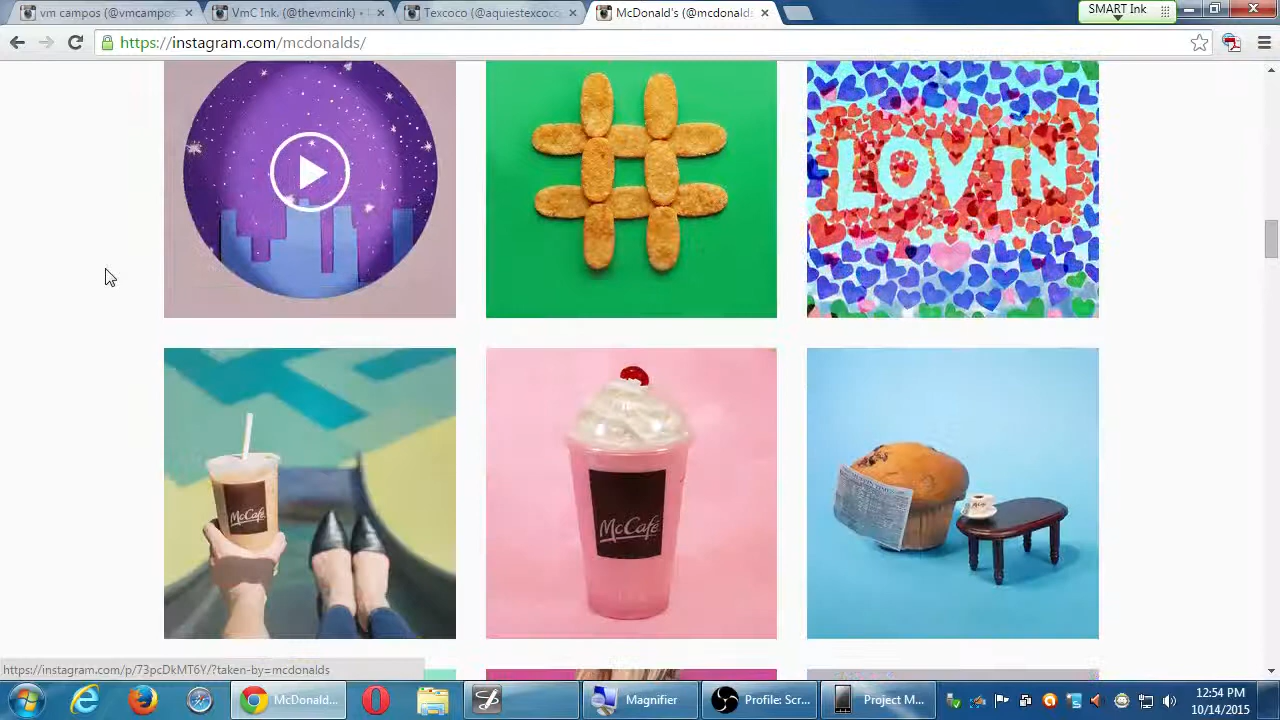 vm campo... (@vmcampos...
VmC Ink. (@thevmcink) •
Texcoco (@aquiestexcoco
McDonald's (@mcdonalds
SMART Ink
https://instagram.com/mcdonalds/
LOVIN
McCafé
McCafé
https://instagram.com/p/73pcDkMT6Y/?taken-by=mcdonalds
McDonald...
Magnifier
Profile: Scr...
Project M...
12:54 PM
10/14/2015